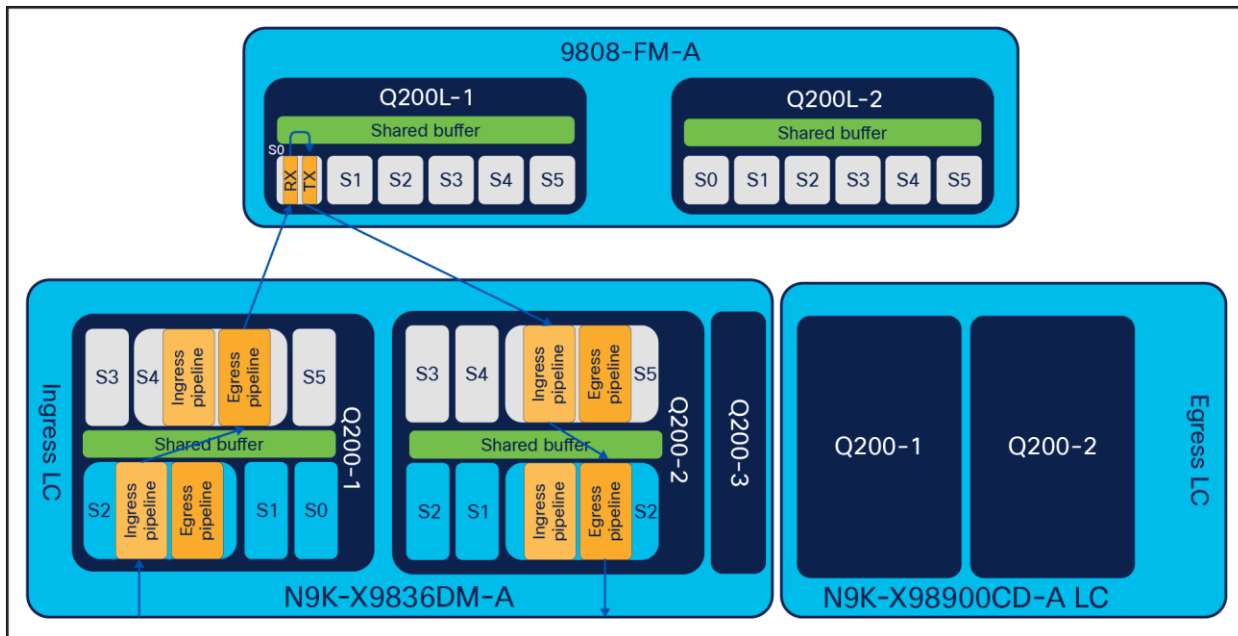 9808-FM-A
Q200L-1
Shared buffer
S0
RX
TX
S1
S2
S3
S4
S5
Q200L-2
Shared buffer
S0
S1
S2
S3
S4
S5
Ingress LC
S3
S4
Ingress
pipeline
Egress
pipeline
S5
Shared buffer
S2
Ingress
pipeline
Egress
pipeline
S1
S0
Q200-1
S3
S4
Ingress
pipeline
Egress
pipeline
S5
Shared buffer
S2
S1
Ingress
pipeline
Egress
pipeline
S2
Q200-2
Q200-3
N9K-X9836DM-A
Q200-1
Q200-2
Egress LC
N9K-X98900CD-A LC